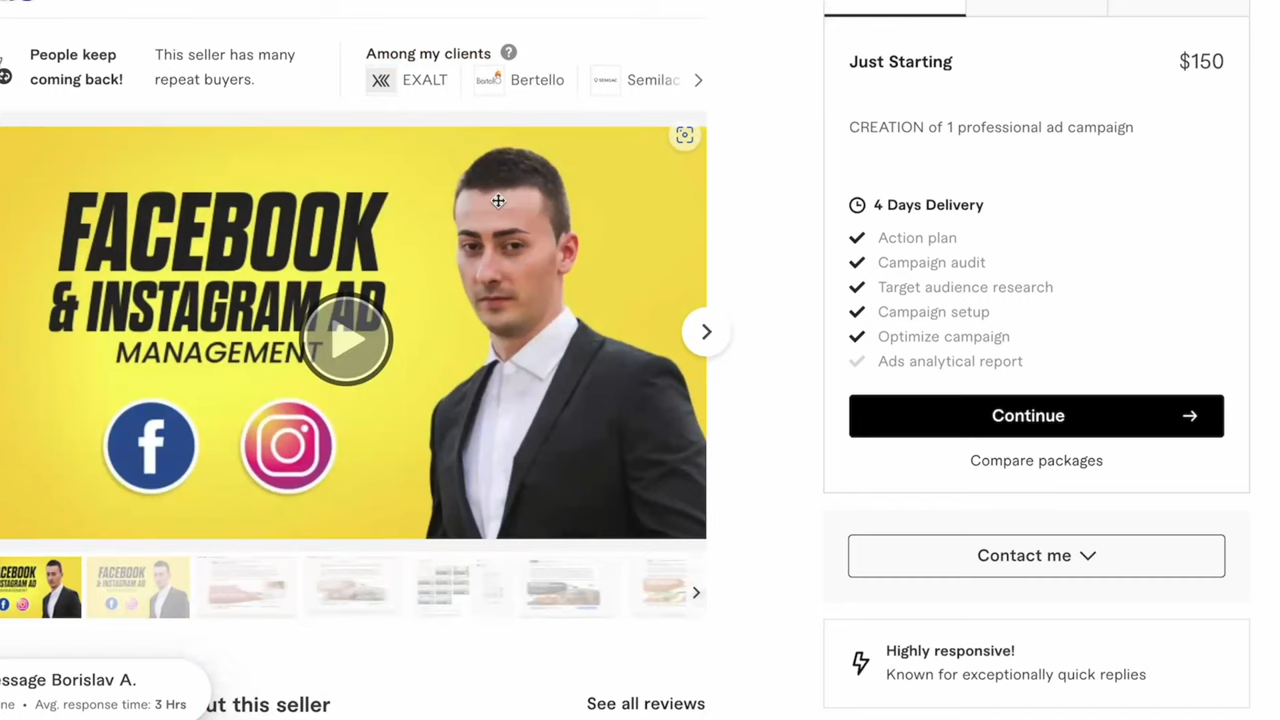 People keep
coming back!
This seller has many
repeat buyers.
Among my clients
EXALT
Bertello
Semilac
FACEBOOK
& INSTAGRAM AD
MANAGEMENT
Just Starting
$150
CREATION of 1 professional ad campaign
4 Days Delivery
Action plan
Campaign audit
Target audience research
Campaign setup
Optimize campaign
Ads analytical report
Continue
Compare packages
Contact me
Highly responsive!
Known for exceptionally quick replies
ssage Borislav A.
ne • Avg. response time: 3 Hrs
ut this seller
See all reviews